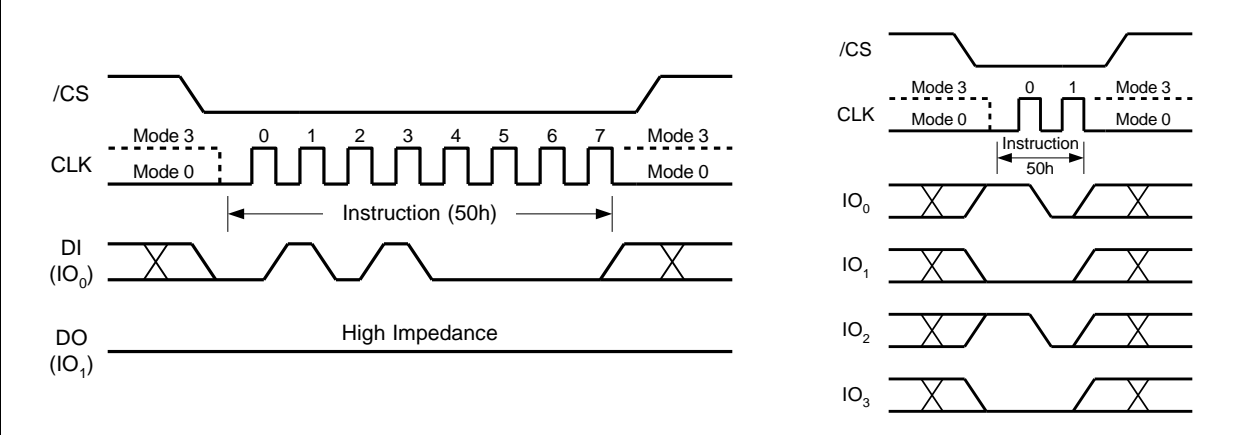 /CS
Mode 3 0 1 2 3 4 5 6 7 Mode 3
CLK
Mode 0 Mode 0
Instruction (50h)
DI
(IO0)
High Impedance
DO
(IO1)
/CS
Mode 3 0 1 Mode 3
CLK
Mode 0 Mode 0
Instruction
50h
IO0
IO1
IO2
IO3